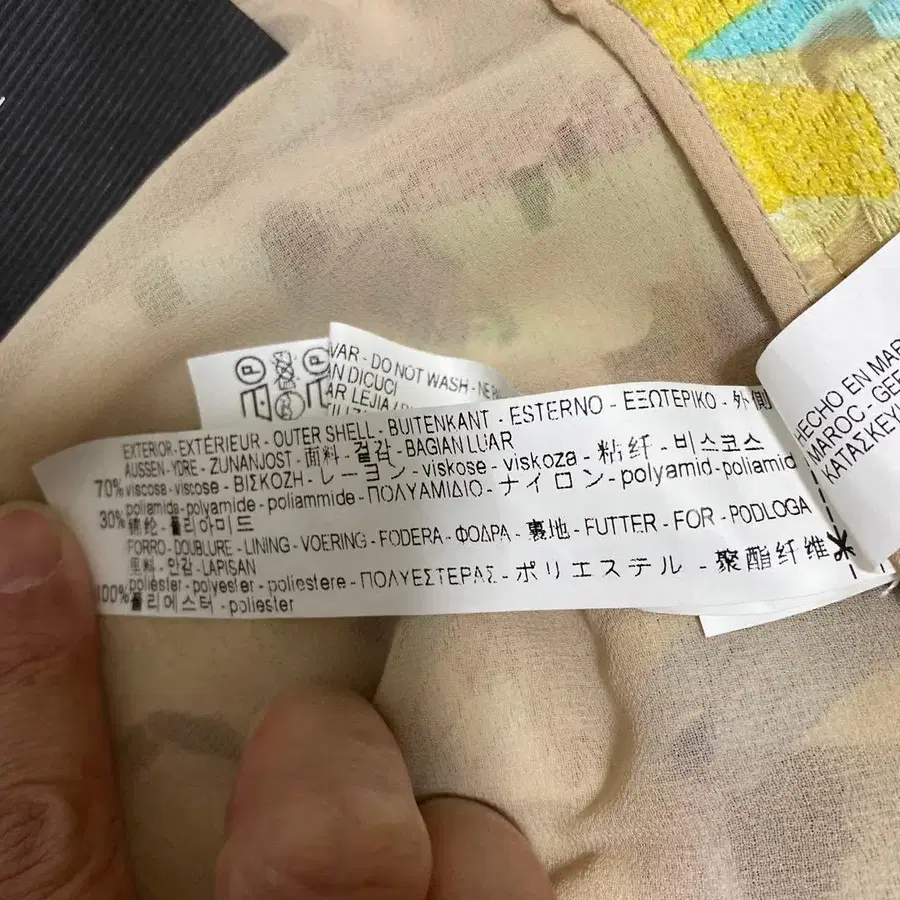 VAR - DO NOT WASH - NE
AN DICUCI
AR LEJIA /
EXTERIOR - EXTÉRIEUR - OUTER SHELL - BUITENKANT - ESTERNO - ΕΞΩΤΕΡΙΚΟ - 外側
AUSSEN - YDRE - ZUNANJOST - 面料 - 겉감 - BAGIAN LUAR
70% viscosa - viscose - ΒΙΣΚΟΖΗ - レーヨン - viskose - viskoza - 粘纤 - 비스코스
poliamida - polyamide - poliammide - ΠΟΛΥΑΜΙΔΙΟ - ナイロン - polyamid - poliamid
30% 锦纶 - 폴리아미드
FORRO - DOUBLURE - LINING - VOERING - FODERA - ΦΟΔΡΑ - 裏地 - FUTTER - FOR - PODLOGA
里料 - 안감 - LAPISAN
poliester - polyester - poliestere - ΠΟΛΥΕΣΤΕΡΑΣ - ポリエステル - 聚酯纤维
100% 폴리에스터 - poliester
HECHO EN MAR
MAROC - GE
ΚΑΤΑΣΚΕΥ